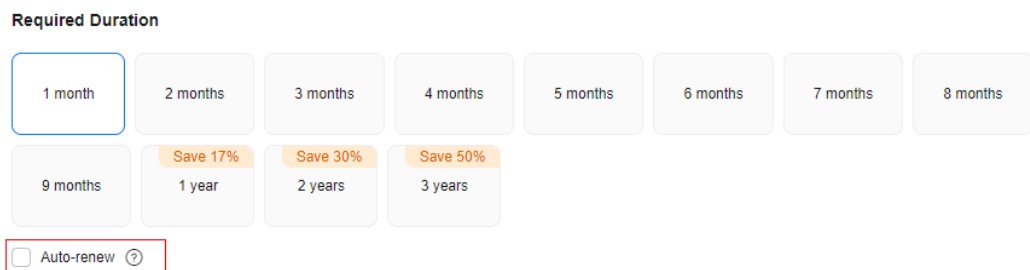 Required Duration
1 month 2 months 3 months 4 months 5 months 6 months 7 months 8 months
Save 17% Save 30% Save 50%
9 months 1 year 2 years 3 years
Auto-renew ?